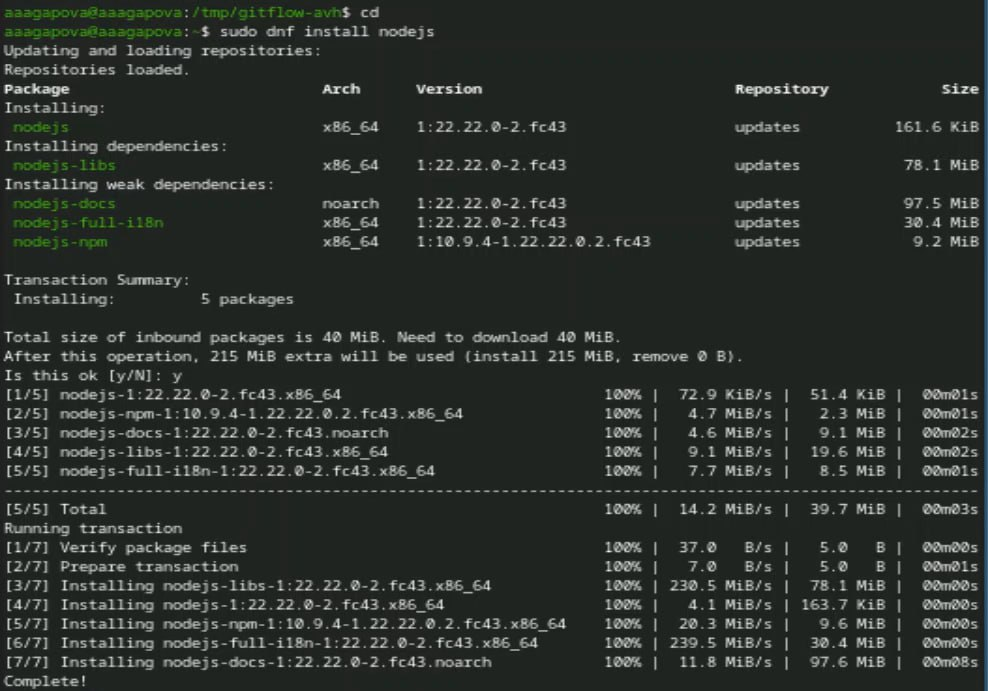 aaagapova@aaagapova:/tmp/gitflow-avh$ cd
aaagapova@aaagapova:~$ sudo dnf install nodejs
Updating and loading repositories:
Repositories loaded.
Package Arch Version Repository Size
Installing:
nodejs x86_64 1:22.22.0-2.fc43 updates 161.6 KiB
Installing dependencies:
nodejs-libs x86_64 1:22.22.0-2.fc43 updates 78.1 MiB
Installing weak dependencies:
nodejs-docs noarch 1:22.22.0-2.fc43 updates 97.5 MiB
nodejs-full-i18n x86_64 1:22.22.0-2.fc43 updates 30.4 MiB
nodejs-npm x86_64 1:10.9.4-1.22.22.0.2.fc43 updates 9.2 MiB
Transaction Summary:
Installing: 5 packages
Total size of inbound packages is 40 MiB. Need to download 40 MiB.
After this operation, 215 MiB extra will be used (install 215 MiB, remove 0 B).
Is this ok [y/N]: y
[1/5] nodejs-1:22.22.0-2.fc43.x86_64 100% | 72.9 KiB/s | 51.4 KiB | 00m01s
[2/5] nodejs-npm-1:10.9.4-1.22.22.0.2.fc43.x86_64 100% | 4.7 MiB/s | 2.3 MiB | 00m01s
[3/5] nodejs-docs-1:22.22.0-2.fc43.noarch 100% | 4.6 MiB/s | 9.1 MiB | 00m02s
[4/5] nodejs-libs-1:22.22.0-2.fc43.x86_64 100% | 9.1 MiB/s | 19.6 MiB | 00m02s
[5/5] nodejs-full-i18n-1:22.22.0-2.fc43.x86_64 100% | 7.7 MiB/s | 8.5 MiB | 00m01s
--------------------------------------------------------------------------------------------------------
[5/5] Total 100% | 14.2 MiB/s | 39.7 MiB | 00m03s
Running transaction
[1/7] Verify package files 100% | 37.0 B/s | 5.0 B | 00m00s
[2/7] Prepare transaction 100% | 7.0 B/s | 5.0 B | 00m01s
[3/7] Installing nodejs-libs-1:22.22.0-2.fc43.x86_64 100% | 230.5 MiB/s | 78.1 MiB | 00m00s
[4/7] Installing nodejs-1:22.22.0-2.fc43.x86_64 100% | 4.1 MiB/s | 163.7 KiB | 00m00s
[5/7] Installing nodejs-npm-1:10.9.4-1.22.22.0.2.fc43.x86_64 100% | 20.3 MiB/s | 9.6 MiB | 00m00s
[6/7] Installing nodejs-full-i18n-1:22.22.0-2.fc43.x86_64 100% | 239.5 MiB/s | 30.4 MiB | 00m00s
[7/7] Installing nodejs-docs-1:22.22.0-2.fc43.noarch 100% | 11.8 MiB/s | 97.6 MiB | 00m08s
Complete!